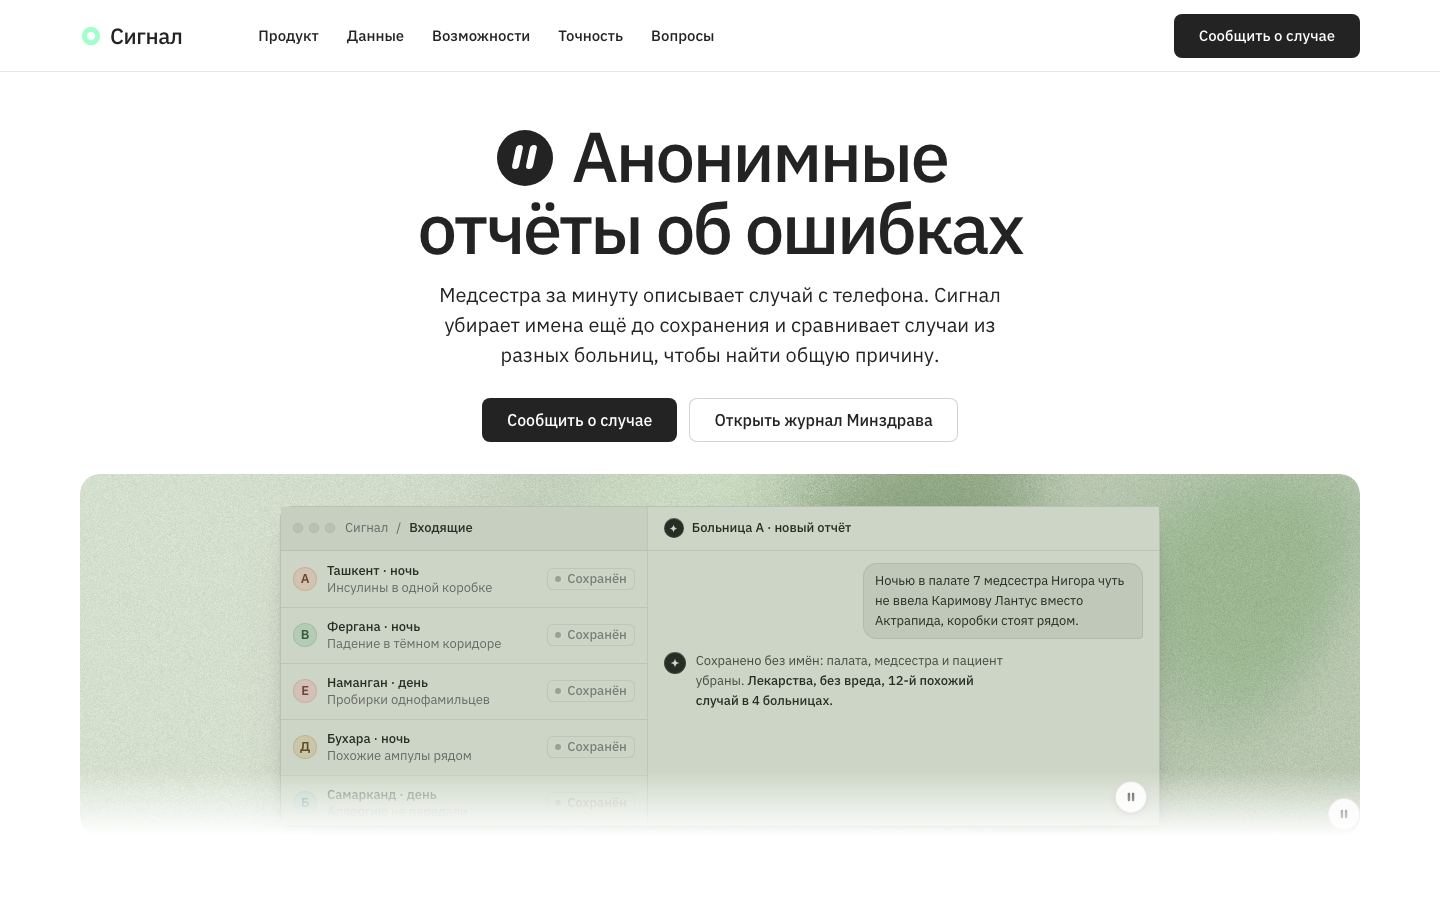 Сигнал
Продукт
Данные
Возможности
Точность
Вопросы
Сообщить о случае
Анонимные
отчёты об ошибках
Медсестра за минуту описывает случай с телефона. Сигнал
убирает имена ещё до сохранения и сравнивает случаи из
разных больниц, чтобы найти общую причину.
Сообщить о случае
Открыть журнал Минздрава
Сигнал / Входящие
А
Ташкент · ночь
Инсулины в одной коробке
Сохранён
В
Фергана · ночь
Падение в тёмном коридоре
Сохранён
Е
Наманган · день
Пробирки однофамильцев
Сохранён
Д
Бухара · ночь
Похожие ампулы рядом
Сохранён
Б
Самарканд · день
Аллергию не передали
Сохранён
Больница А · новый отчёт
Ночью в палате 7 медсестра Нигора чуть
не ввела Каримову Лантус вместо
Актрапида, коробки стоят рядом.
Сохранено без имён: палата, медсестра и пациент
убраны. Лекарства, без вреда, 12-й похожий
случай в 4 больницах.